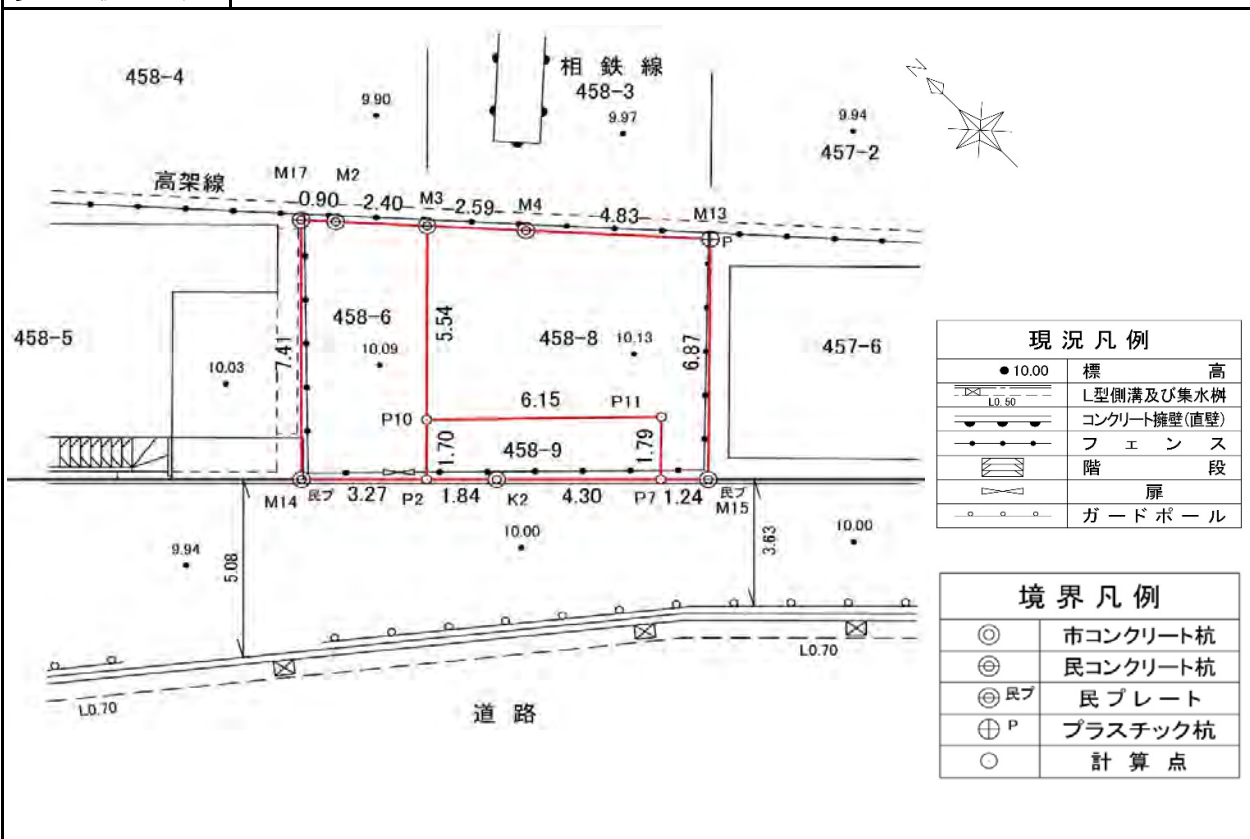 458-4
相鉄線
458-3
9.90
9.97
9.94
457-2
N
高架線
M17
M2
M3
M4
M13
0.90
2.40
2.59
4.83
P
458-5
10.03
458-6
10.09
7.41
5.54
458-8
10.13
6.87
457-6
6.15
P10
P11
1.70
458-9
1.79
M14
民プ
3.27
P2
1.84
K2
4.30
P7
1.24
民プ
M15
9.94
5.08
10.00
3.63
10.00
L0.70
L0.70
道路
現況凡例
10.00 標高
L0.50 L型側溝及び集水桝
コンクリート擁壁(直壁)
フェンス
階段
扉
ガードポール
境界凡例
市コンクリート杭
民コンクリート杭
民プ 民プレート
P プラスチック杭
計算点